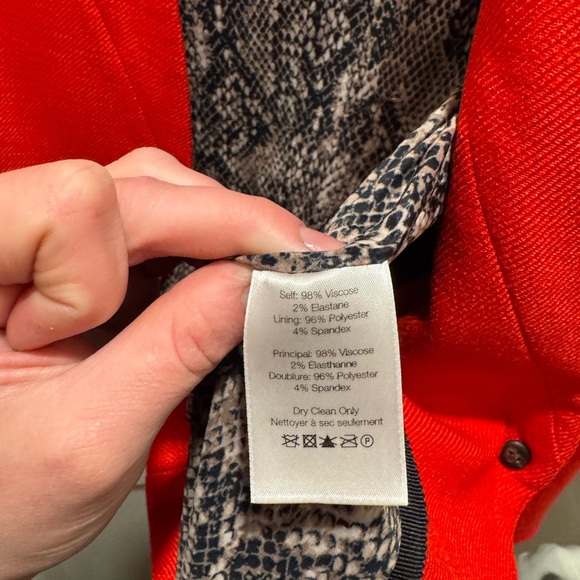 Self: 98% Viscose
2% Elastane
Lining: 96% Polyester
4% Spandex
Principal: 98% Viscose
2% Élasthanne
Doublure: 96% Polyester
4% Spandex
Dry Clean Only
Nettoyer à sec seulement
P